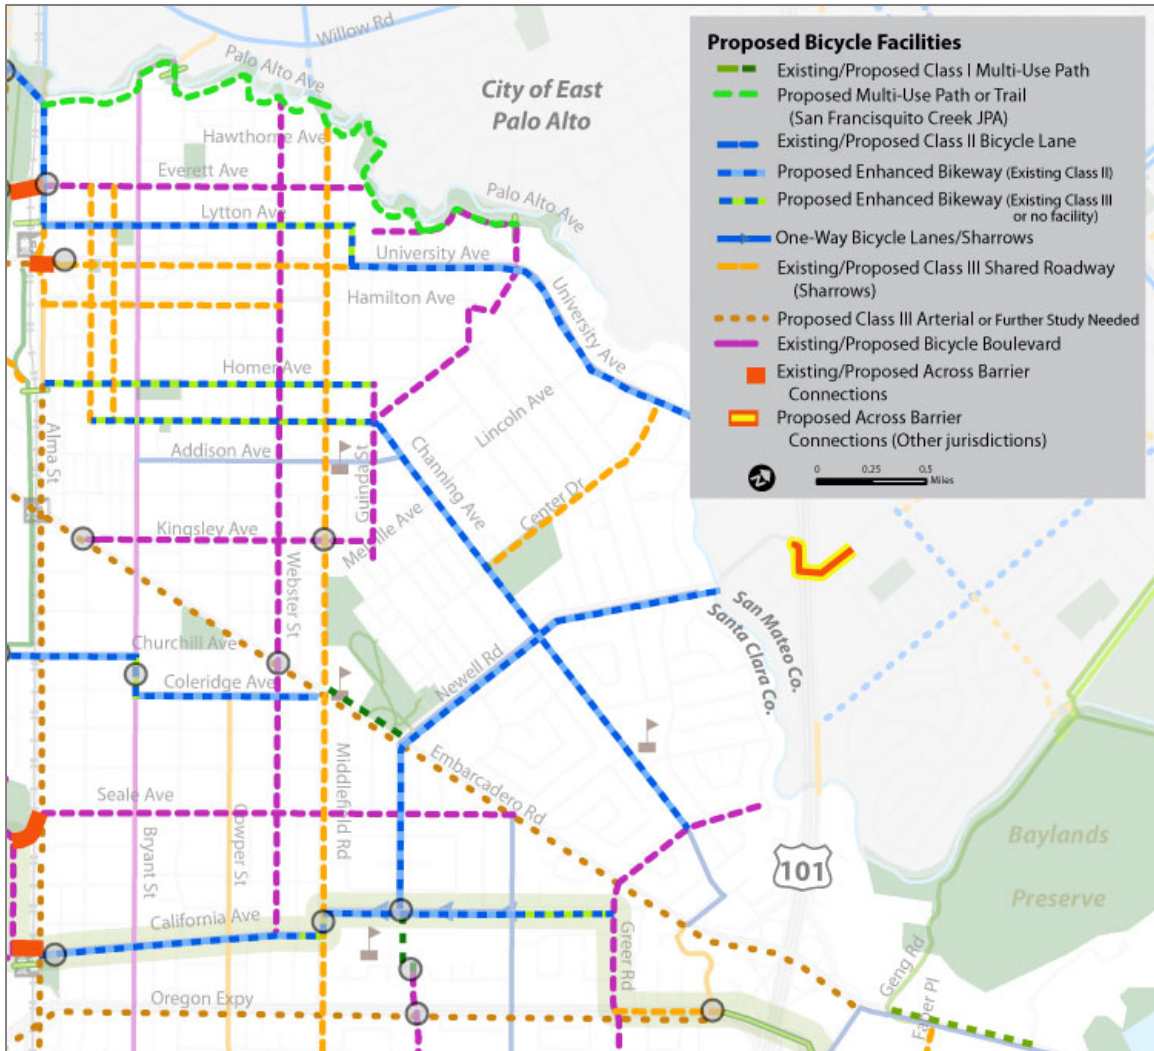 Willow Rd
Palo Alto Ave
City of East
Palo Alto
Hawthorne Ave
Everett Ave
Lytton Ave
Palo Alto Ave
University Ave
Hamilton Ave
University Ave
Homer Ave
Lincoln Ave
Alma St
Addison Ave
Guinda St
Channing Ave
Center Dr
Kingsley Ave
Melville Ave
Webster St
Churchill Ave
Coleridge Ave
Newell Rd
San Mateo Co.
Santa Clara Co.
Embarcadero Rd
Middlefield Rd
Seale Ave
Bryant St
Cowper St
101
Baylands
Preserve
California Ave
Greer Rd
Geng Rd
Faber Pl
Oregon Expy
Proposed Bicycle Facilities
Existing/Proposed Class I Multi-Use Path
Proposed Multi-Use Path or Trail
(San Francisquito Creek JPA)
Existing/Proposed Class II Bicycle Lane
Proposed Enhanced Bikeway (Existing Class II)
Proposed Enhanced Bikeway (Existing Class III
or no facility)
One-Way Bicycle Lanes/Sharrows
Existing/Proposed Class III Shared Roadway
(Sharrows)
Proposed Class III Arterial or Further Study Needed
Existing/Proposed Bicycle Boulevard
Existing/Proposed Across Barrier
Connections
Proposed Across Barrier
Connections (Other jurisdictions)
N
0 0.25 0.5
Miles